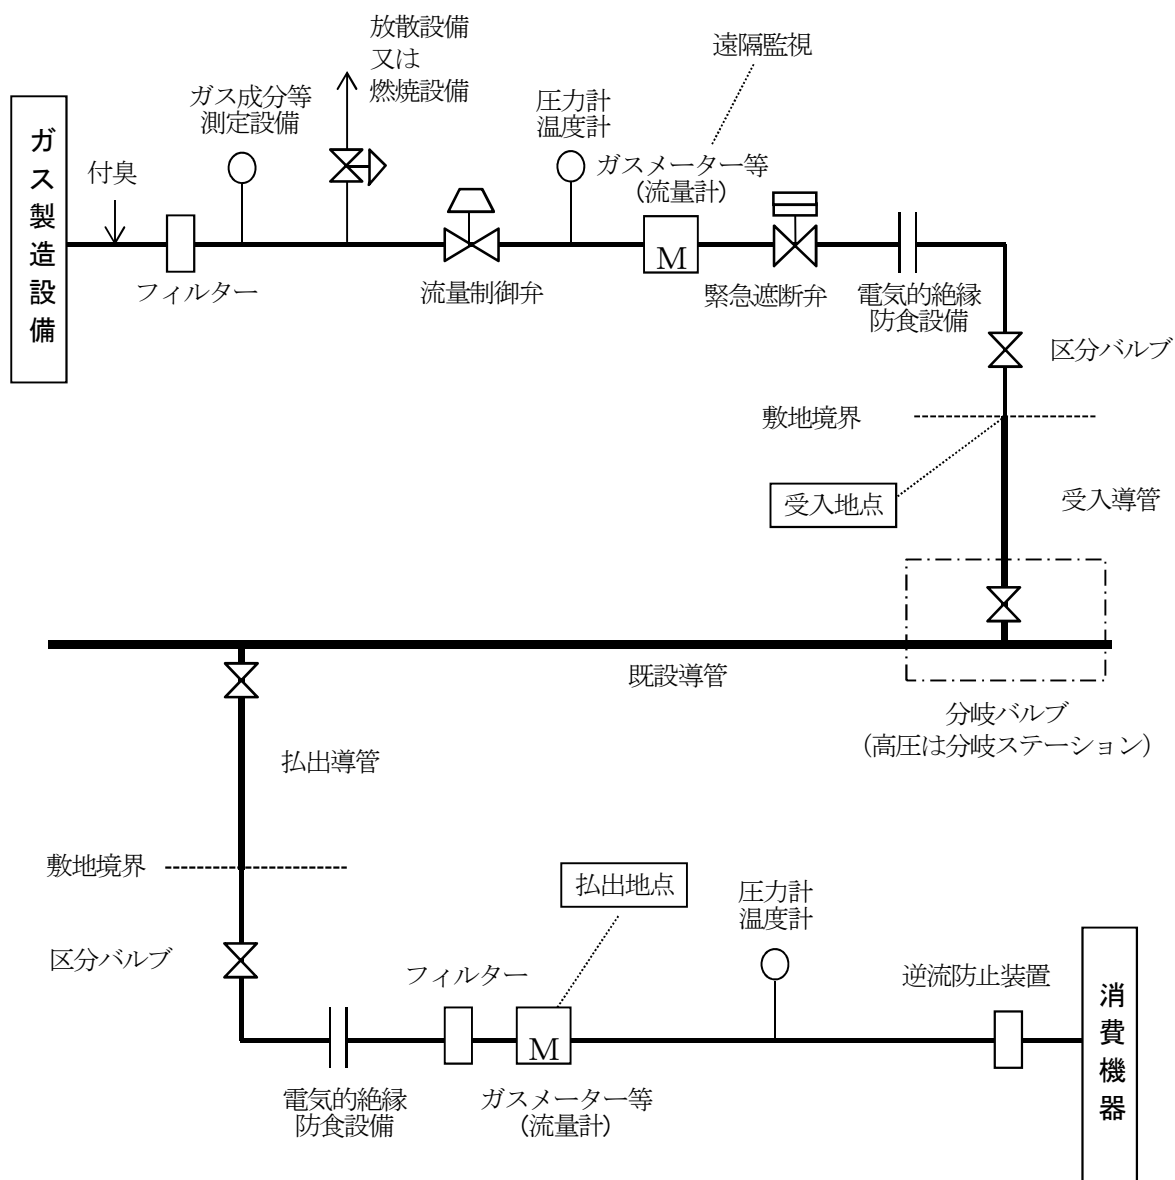 放散設備
又は
燃焼設備
遠隔監視
ガス成分等
測定設備
圧力計
温度計
ガスメーター等
(流量計)
ガス製造設備
付臭
M
フィルター
流量制御弁
緊急遮断弁
電気的絶縁
防食設備
区分バルブ
敷地境界
受入地点
受入導管
既設導管
分岐バルブ
(高圧は分岐ステーション)
払出導管
敷地境界
払出地点
圧力計
温度計
区分バルブ
フィルター
逆流防止装置
消費機器
M
電気的絶縁
防食設備
ガスメーター等
(流量計)